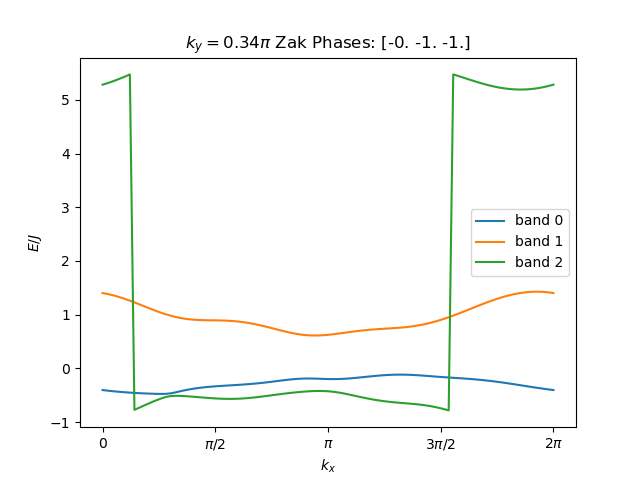 k_y = 0.34π Zak Phases: [-0. -1. -1.]
E/J
5
4
3
2
1
0
−1
band 0
band 1
band 2
0 π/2 π 3π/2 2π
k_x